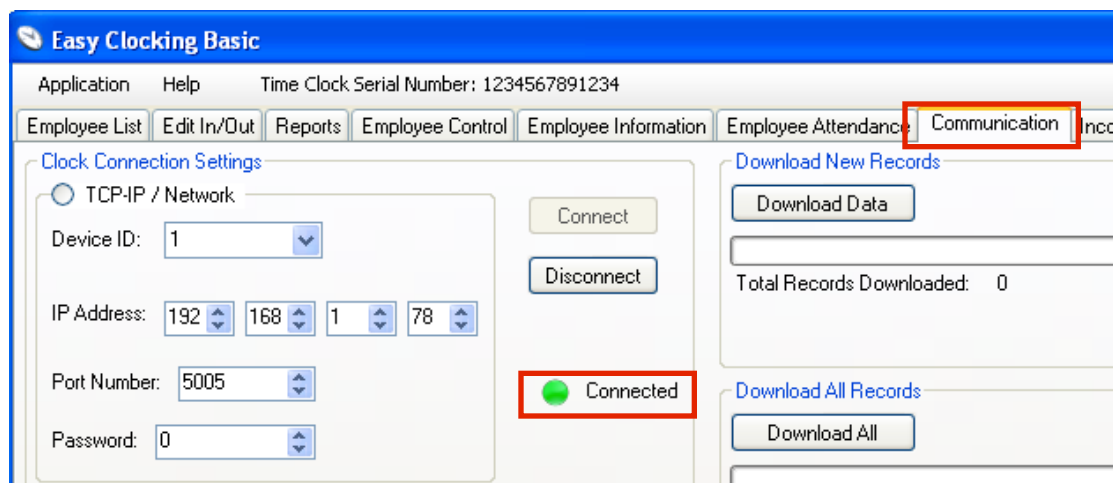 Easy Clocking Basic
Application Help Time Clock Serial Number: 1234567891234
Employee List Edit In/Out Reports Employee Control Employee Information Employee Attendance Communication
Clock Connection Settings
TCP-IP / Network
Device ID: 1
IP Address: 192 168 1 78
Port Number: 5005
Password: 0
Connect
Disconnect
Connected
Download New Records
Download Data
Total Records Downloaded: 0
Download All Records
Download All